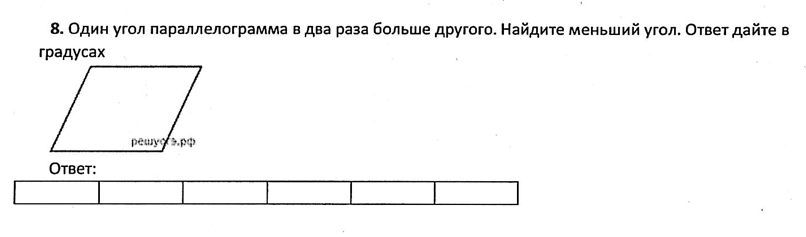 8. Один угол параллелограмма в два раза больше другого. Найдите меньший угол. Ответ дайте в
градусах
решуогэ.рф
Ответ: